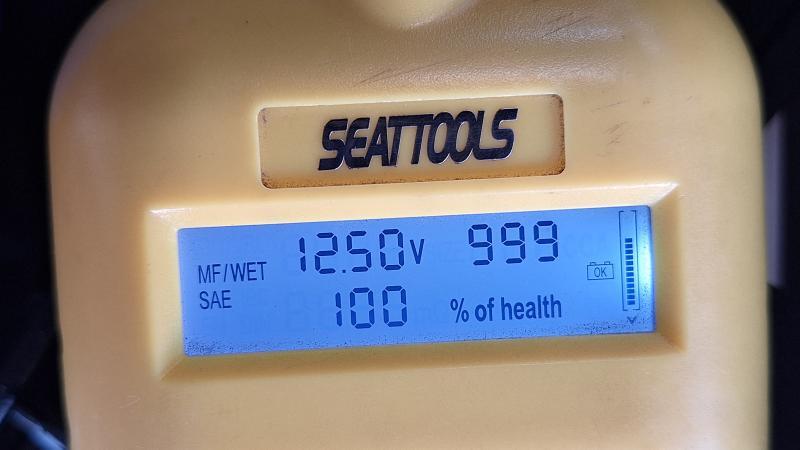 SEATTOOLS
MF/WET 12.50V 999
OK
SAE 100 % of health